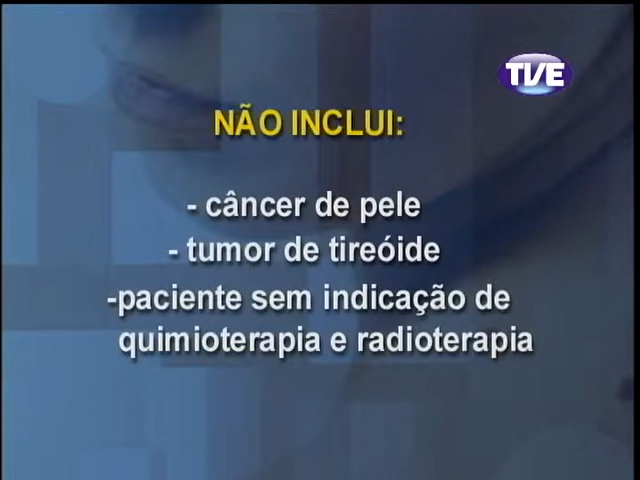 TVE
NÃO INCLUI:
- câncer de pele
- tumor de tireóide
-paciente sem indicação de
quimioterapia e radioterapia